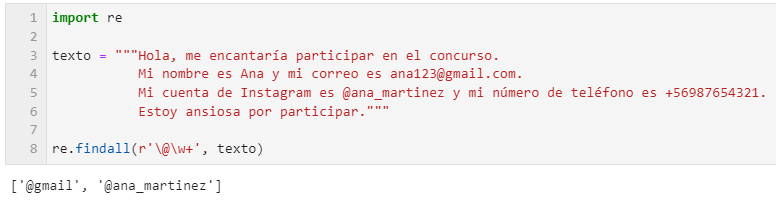 1 import re
2
3 texto = """Hola, me encantaría participar en el concurso.
4 Mi nombre es Ana y mi correo es ana123@gmail.com.
5 Mi cuenta de Instagram es @ana_martinez y mi número de teléfono es +56987654321.
6 Estoy ansiosa por participar."""
7
8 re.findall(r'\@\w+', texto)
['@gmail', '@ana_martinez']